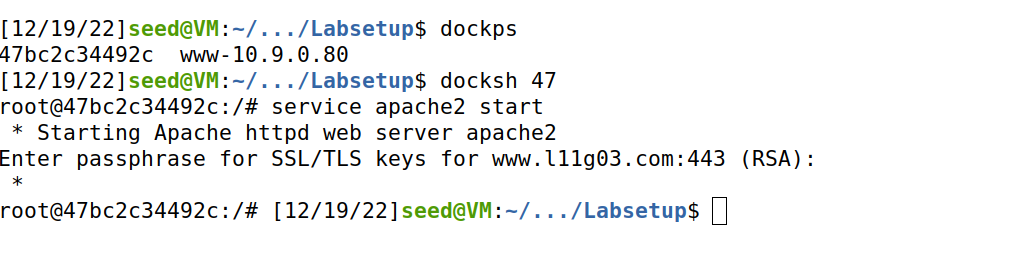 [12/19/22]seed@VM:~/.../Labsetup$ dockps
47bc2c34492c  www-10.9.0.80
[12/19/22]seed@VM:~/.../Labsetup$ docksh 47
root@47bc2c34492c:/# service apache2 start
 * Starting Apache httpd web server apache2
Enter passphrase for SSL/TLS keys for www.l11g03.com:443 (RSA):
 *
root@47bc2c34492c:/# [12/19/22]seed@VM:~/.../Labsetup$